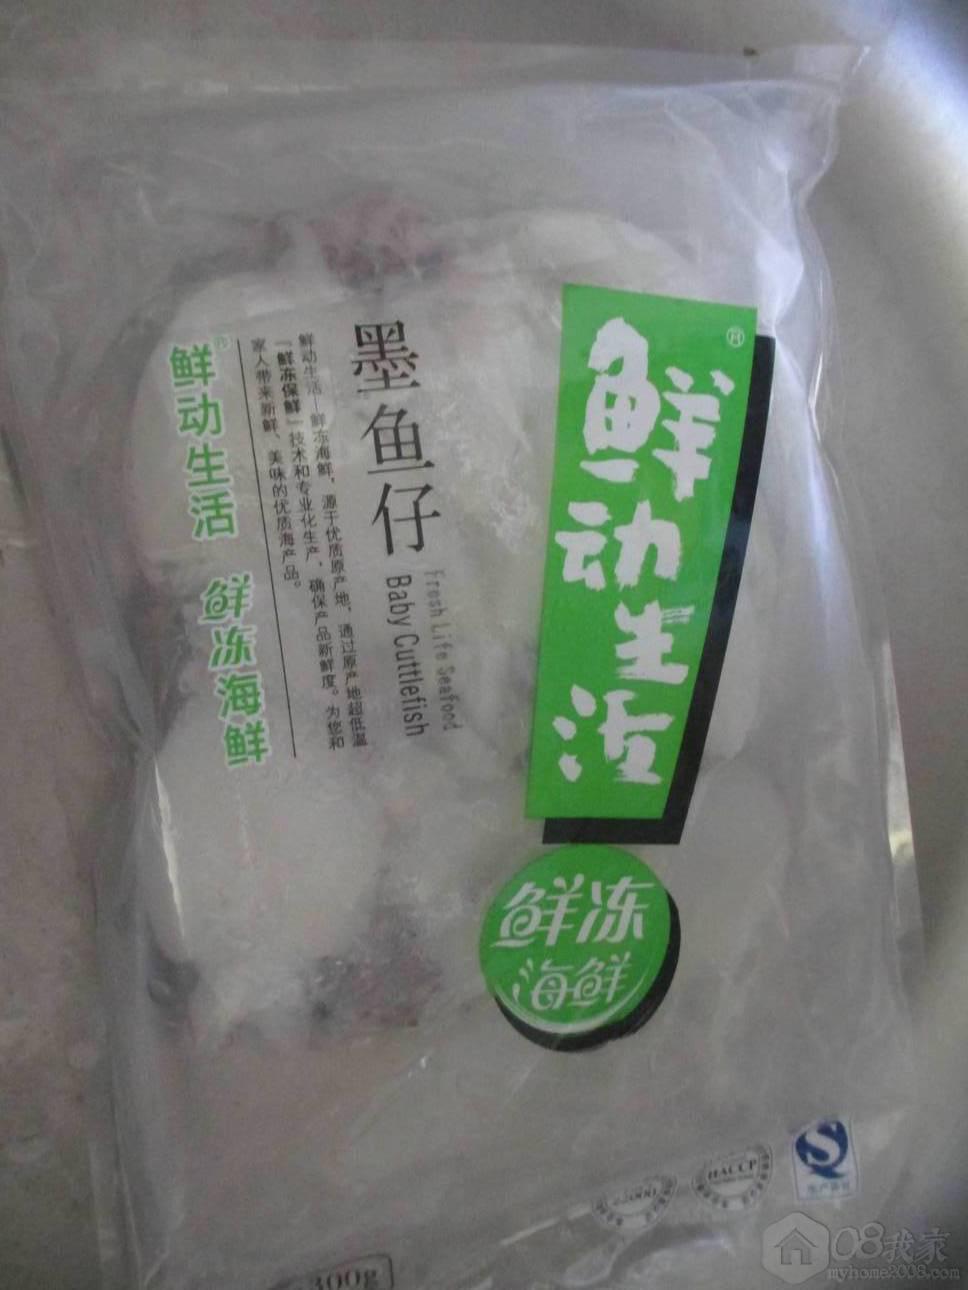 鲜动生活
®
鲜冻
海鲜
墨鱼仔
Fresh Life Seafood
Baby Cuttlefish
鲜动生活—鲜冻海鲜，源于优质原产地，通过原产地超低温
『鲜冻保鲜』技术和专业化生产，确保产品新鲜度。为您和
家人带来新鲜、美味的优质海产品。
鲜动生活® 鲜冻海鲜
HACCP
300g
08我家
myhome2008.com